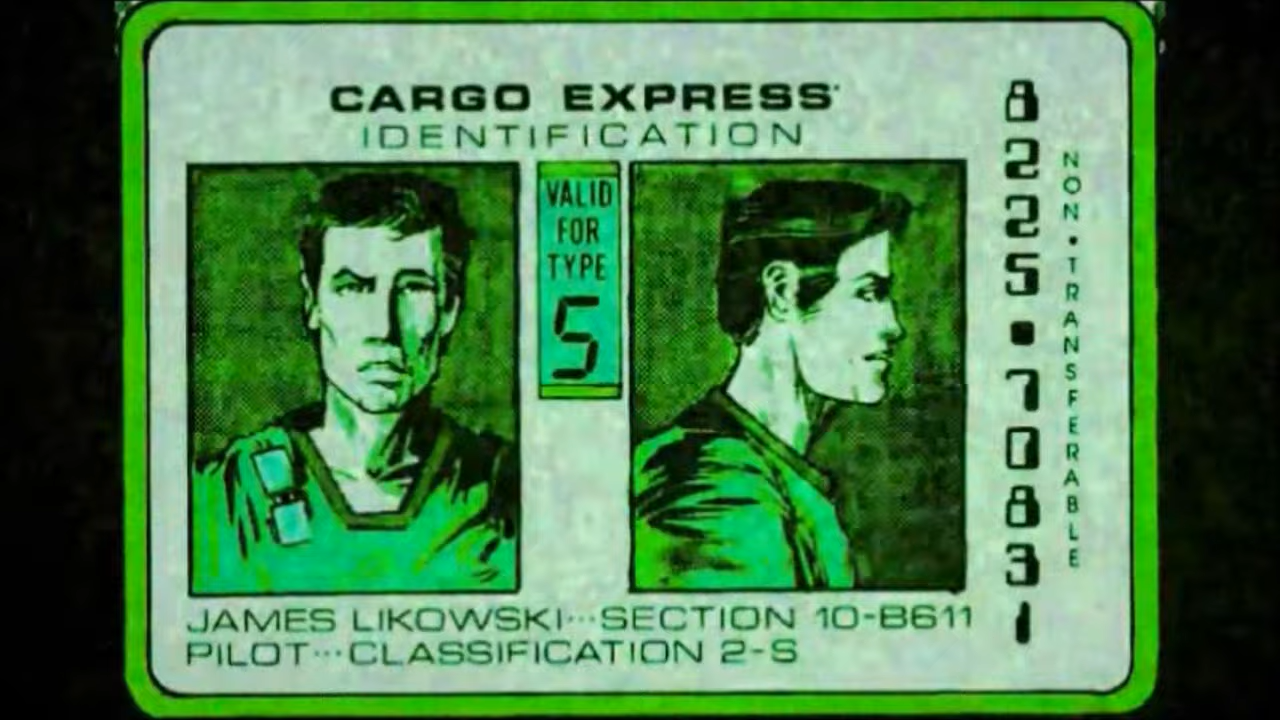 CARGO EXPRESS
IDENTIFICATION
VALID
FOR
TYPE
5
JAMES LIKOWSKI···SECTION 10-B611
PILOT···CLASSIFICATION 2-S
8225·70831
NON·TRANSFERABLE